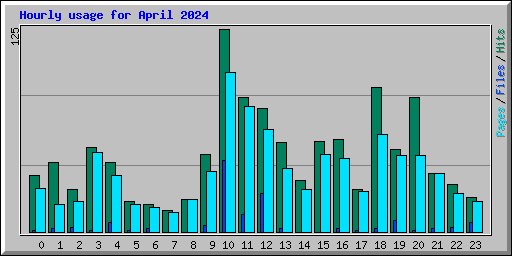 Hourly usage for April 2024
125
Pages/Files/Hits
0 1 2 3 4 5 6 7 8 9 10 11 12 13 14 15 16 17 18 19 20 21 22 23